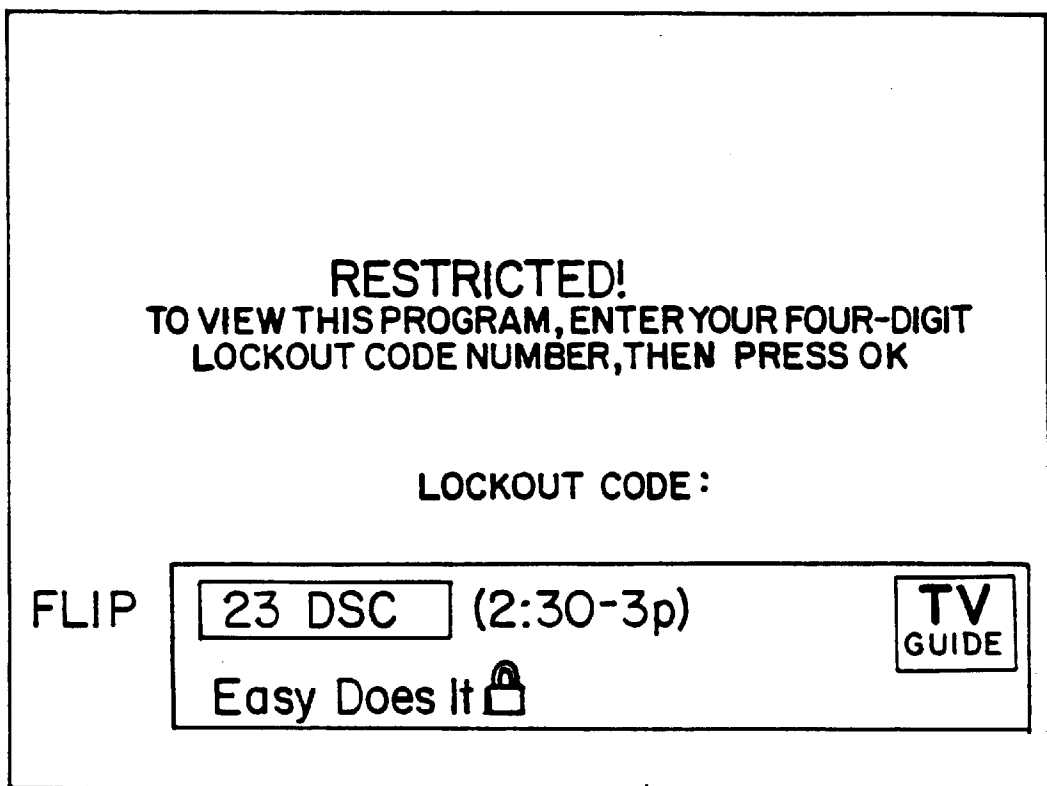 RESTRICTED!
TO VIEW THIS PROGRAM, ENTER YOUR FOUR-DIGIT
LOCKOUT CODE NUMBER, THEN PRESS OK
LOCKOUT CODE:
FLIP 23 DSC (2:30-3p) TV GUIDE
Easy Does It